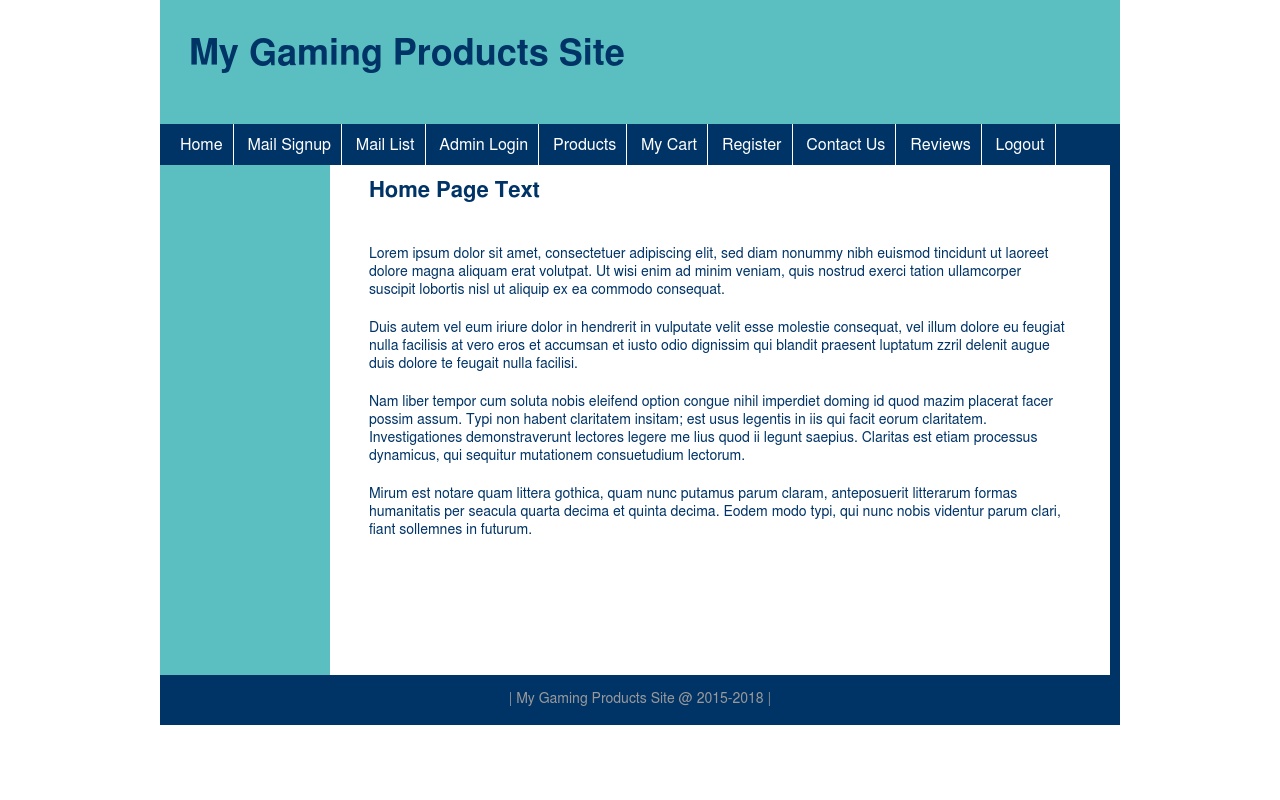 My Gaming Products Site
Home Mail Signup Mail List Admin Login Products My Cart Register Contact Us Reviews Logout
Home Page Text
Lorem ipsum dolor sit amet, consectetuer adipiscing elit, sed diam nonummy nibh euismod tincidunt ut laoreet
dolore magna aliquam erat volutpat. Ut wisi enim ad minim veniam, quis nostrud exerci tation ullamcorper
suscipit lobortis nisl ut aliquip ex ea commodo consequat.
Duis autem vel eum iriure dolor in hendrerit in vulputate velit esse molestie consequat, vel illum dolore eu feugiat
nulla facilisis at vero eros et accumsan et iusto odio dignissim qui blandit praesent luptatum zzril delenit augue
duis dolore te feugait nulla facilisi.
Nam liber tempor cum soluta nobis eleifend option congue nihil imperdiet doming id quod mazim placerat facer
possim assum. Typi non habent claritatem insitam; est usus legentis in iis qui facit eorum claritatem.
Investigationes demonstraverunt lectores legere me lius quod ii legunt saepius. Claritas est etiam processus
dynamicus, qui sequitur mutationem consuetudium lectorum.
Mirum est notare quam littera gothica, quam nunc putamus parum claram, anteposuerit litterarum formas
humanitatis per seacula quarta decima et quinta decima. Eodem modo typi, qui nunc nobis videntur parum clari,
fiant sollemnes in futurum.
| My Gaming Products Site @ 2015-2018 |